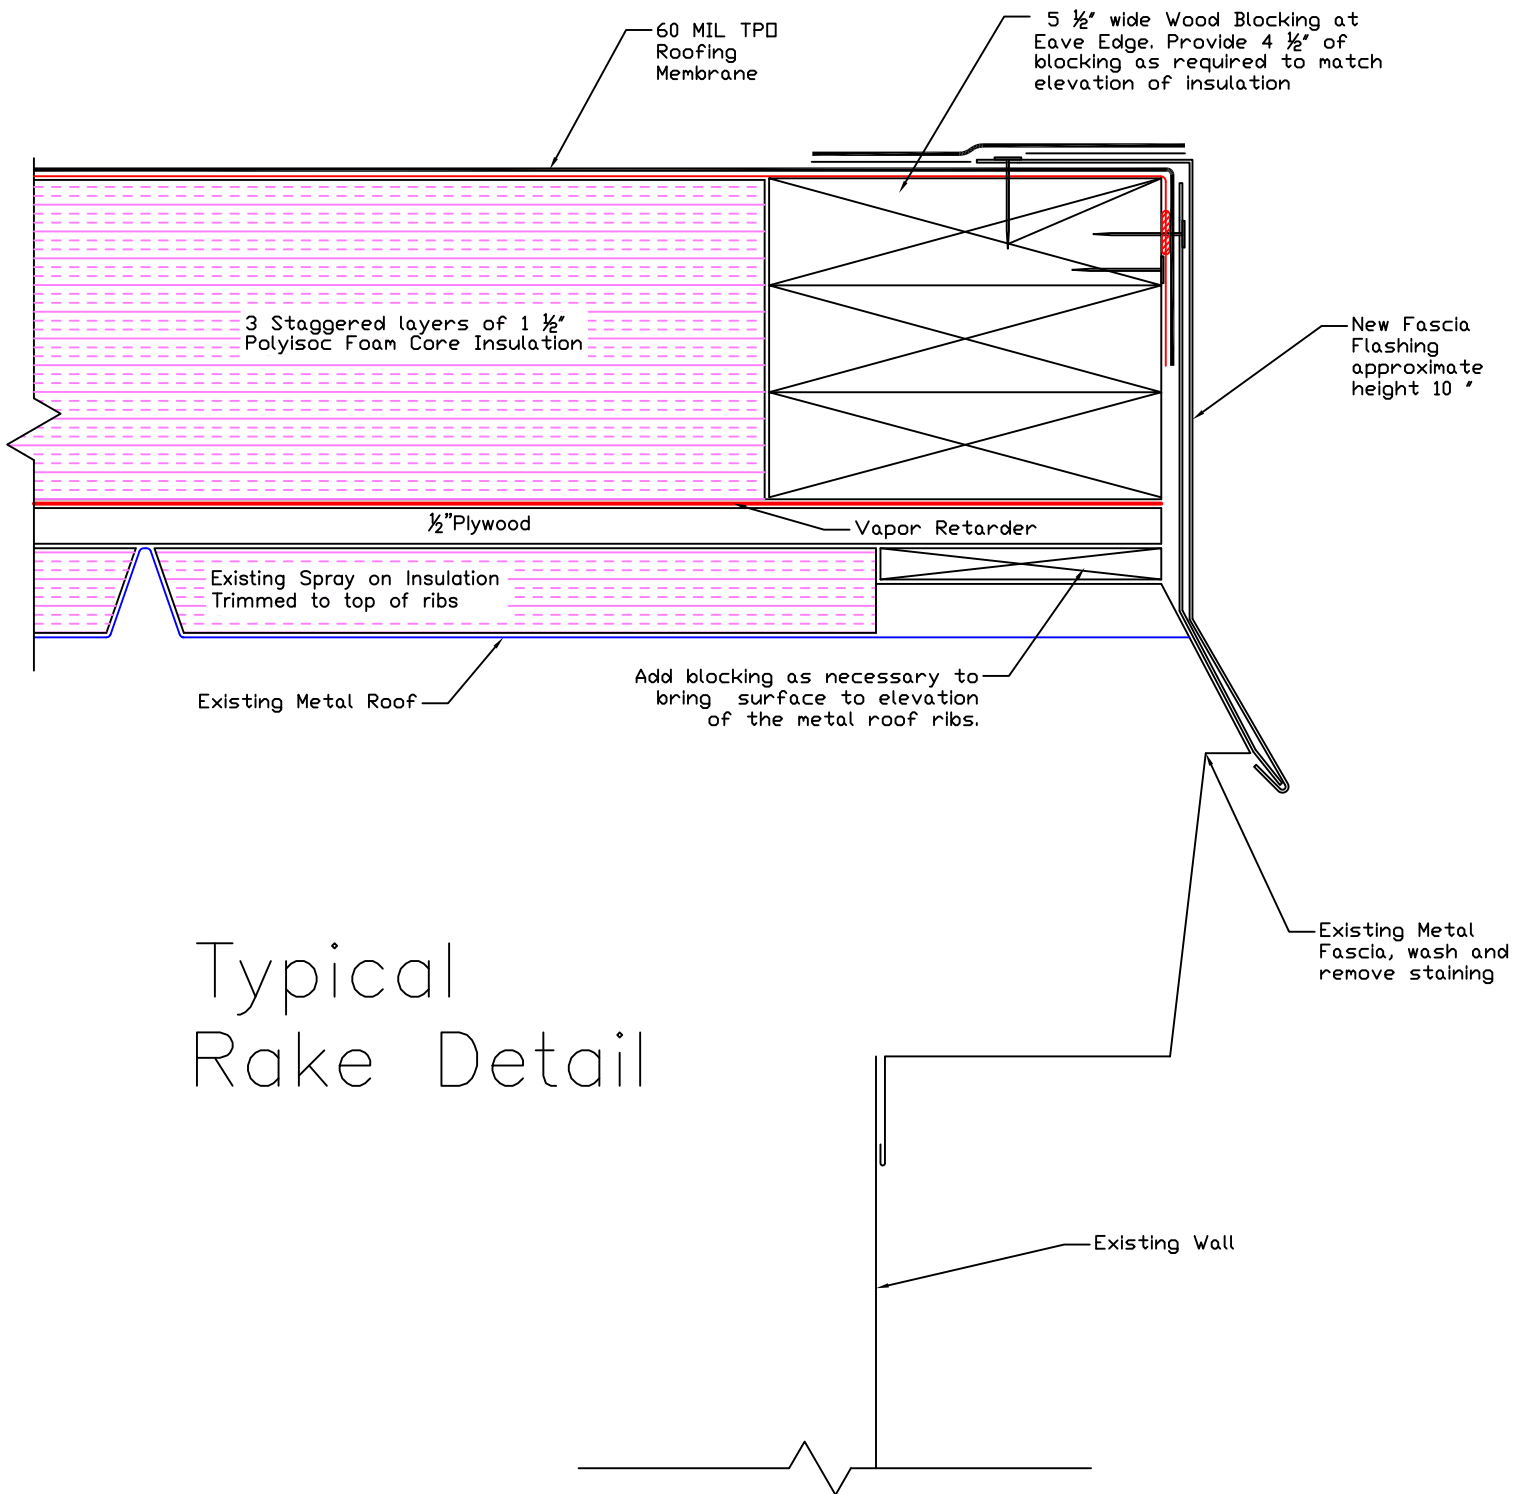 60 MIL TPO
Roofing
Membrane
5 ½" wide Wood Blocking at
Eave Edge. Provide 4 ½" of
blocking as required to match
elevation of insulation
3 Staggered layers of 1 ½"
Polyisoc Foam Core Insulation
New Fascia
Flashing
approximate
height 10 "
½"Plywood
Vapor Retarder
Existing Spray on Insulation
Trimmed to top of ribs
Existing Metal Roof
Add blocking as necessary to
bring surface to elevation
of the metal roof ribs.
Existing Metal
Fascia, wash and
remove staining
Typical
Rake Detail
Existing Wall